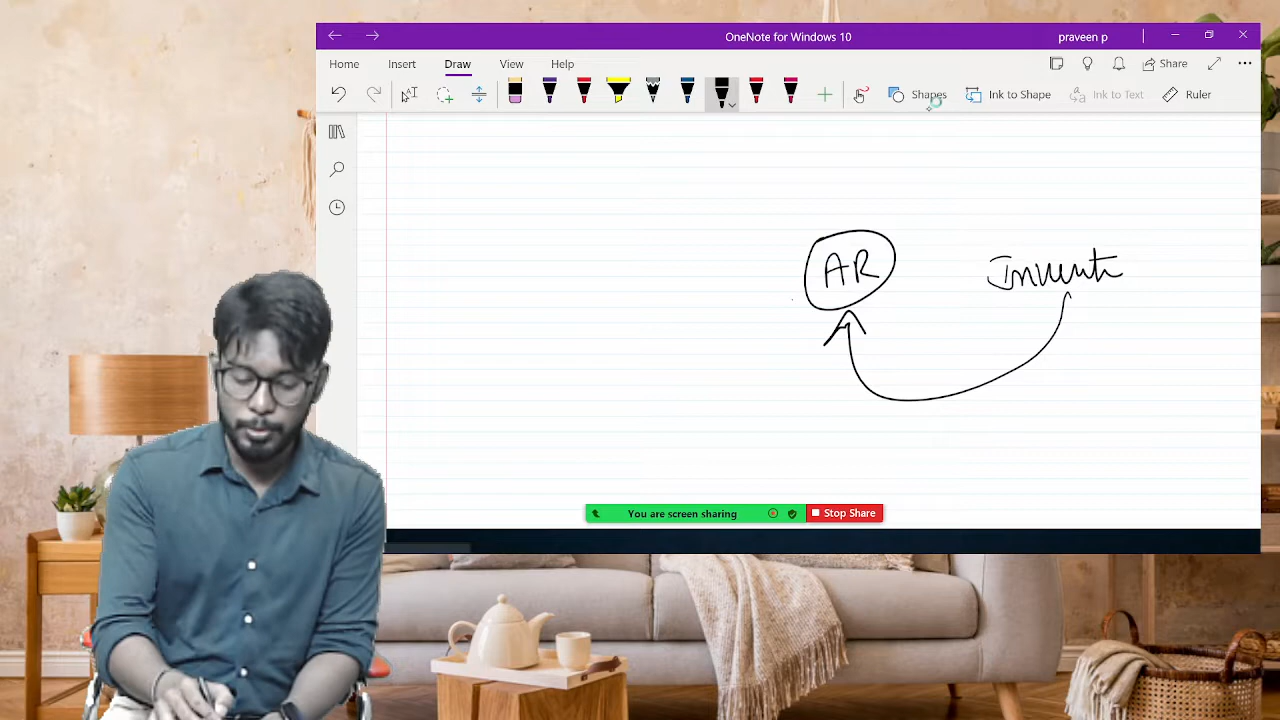 OneNote for Windows 10
praveen p
Home Insert Draw View Help
Share
Shapes
Ink to Shape
Ink to Text
Ruler
AR
You are screen sharing
Stop Share